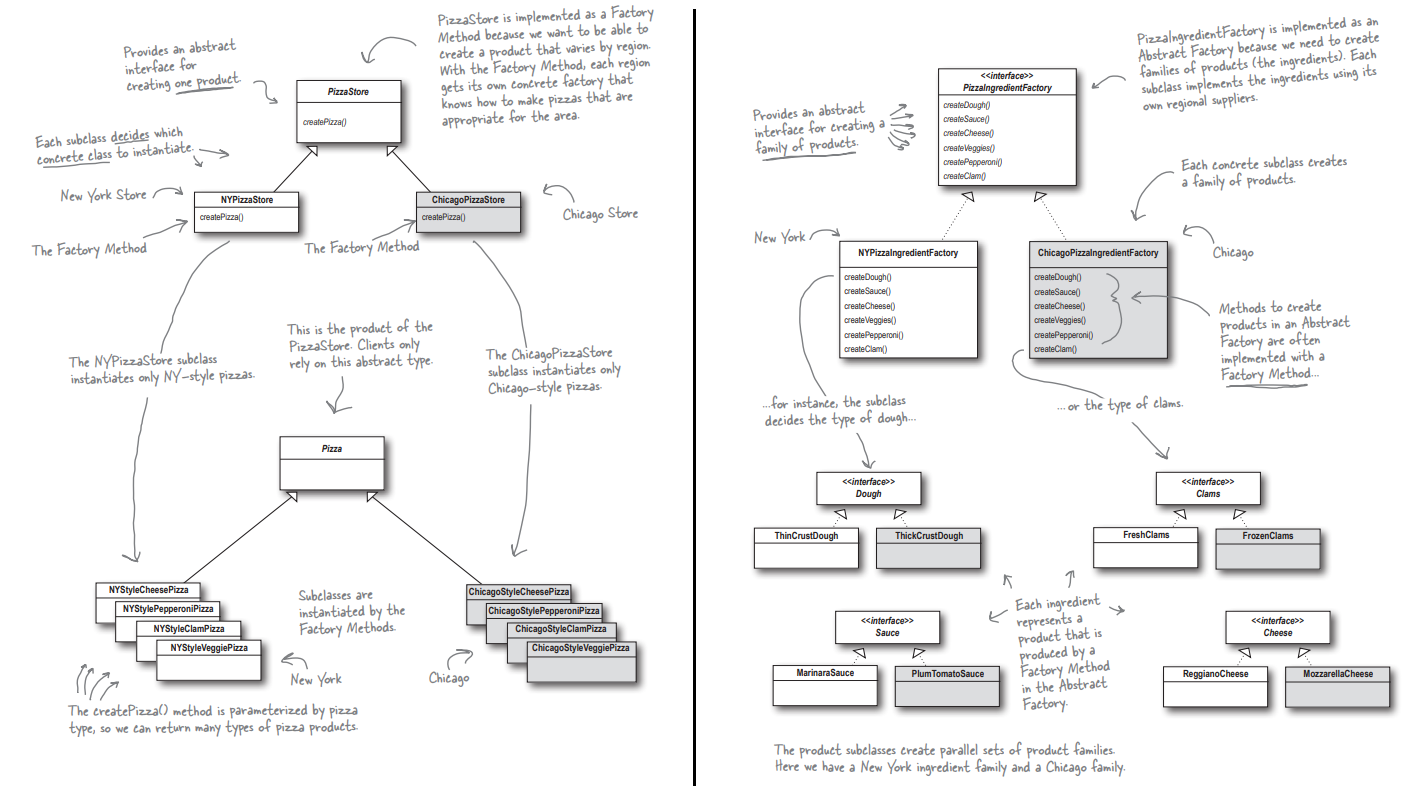 PizzaStore is implemented as a Factory
Method because we want to be able to
create a product that varies by region.
With the Factory Method, each region
gets its own concrete factory that
knows how to make pizzas that are
appropriate for the area.
Provides an abstract
interface for
creating one product.
PizzaStore
createPizza()
Each subclass decides which
concrete class to instantiate.
New York Store
NYPizzaStore
createPizza()
ChicagoPizzaStore
createPizza()
Chicago Store
The Factory Method
The Factory Method
This is the product of the
PizzaStore. Clients only
rely on this abstract type.
The NYPizzaStore subclass
instantiates only NY-style pizzas.
The ChicagoPizzaStore
subclass instantiates only
Chicago-style pizzas.
Pizza
NYStyleCheesePizza
NYStylePepperoniPizza
NYStyleClamPizza
NYStyleVeggiePizza
Subclasses are
instantiated by the
Factory Methods.
ChicagoStyleCheesePizza
ChicagoStylePepperoniPizza
ChicagoStyleClamPizza
ChicagoStyleVeggiePizza
New York
Chicago
The createPizza() method is parameterized by pizza
type, so we can return many types of pizza products.
PizzaIngredientFactory is implemented as an
Abstract Factory because we need to create
families of products (the ingredients). Each
subclass implements the ingredients using its
own regional suppliers.
<<interface>>
PizzaIngredientFactory
createDough()
createSauce()
createCheese()
createVeggies()
createPepperoni()
createClam()
Provides an abstract
interface for creating a
family of products.
Each concrete subclass creates
a family of products.
New York
NYPizzaIngredientFactory
createDough()
createSauce()
createCheese()
createVeggies()
createPepperoni()
createClam()
ChicagoPizzaIngredientFactory
createDough()
createSauce()
createCheese()
createVeggies()
createPepperoni()
createClam()
Chicago
Methods to create
products in an Abstract
Factory are often
implemented with a
Factory Method...
...for instance, the subclass
decides the type of dough...
...or the type of clams.
<<interface>>
Dough
ThinCrustDough
ThickCrustDough
<<interface>>
Clams
FreshClams
FrozenClams
Each ingredient
represents a
product that is
produced by a
Factory Method
in the Abstract
Factory.
<<interface>>
Sauce
MarinaraSauce
PlumTomatoSauce
<<interface>>
Cheese
ReggianoCheese
MozzarellaCheese
The product subclasses create parallel sets of product families.
Here we have a New York ingredient family and a Chicago family.